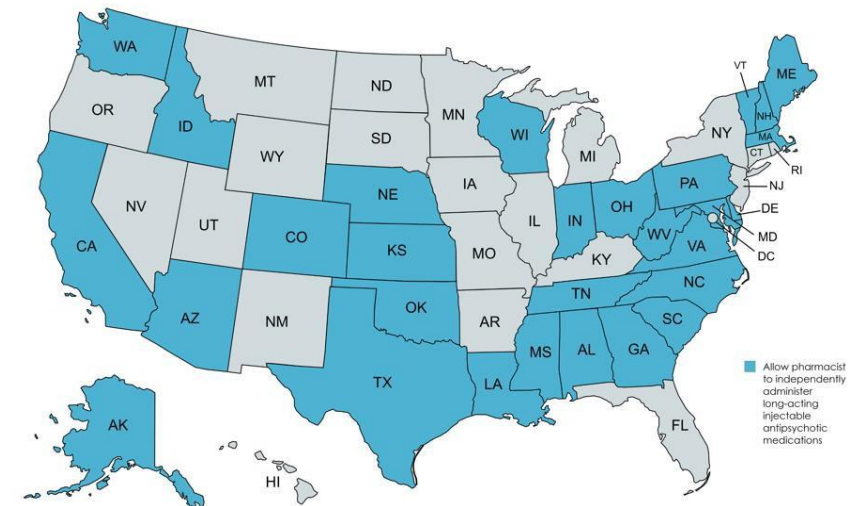 WA
MT
ND
MN
VT
ME
OR
ID
SD
WI
MI
NY
NH
MA
CT
RI
WY
NE
IA
PA
NJ
NV
UT
CO
IL
IN
OH
DE
CA
KS
MO
WV
VA
MD
KY
DC
AZ
NM
OK
AR
TN
NC
SC
TX
LA
MS
AL
GA
FL
AK
HI
Allow pharmacist
to independently
administer
long-acting
injectable
antipsychotic
medications